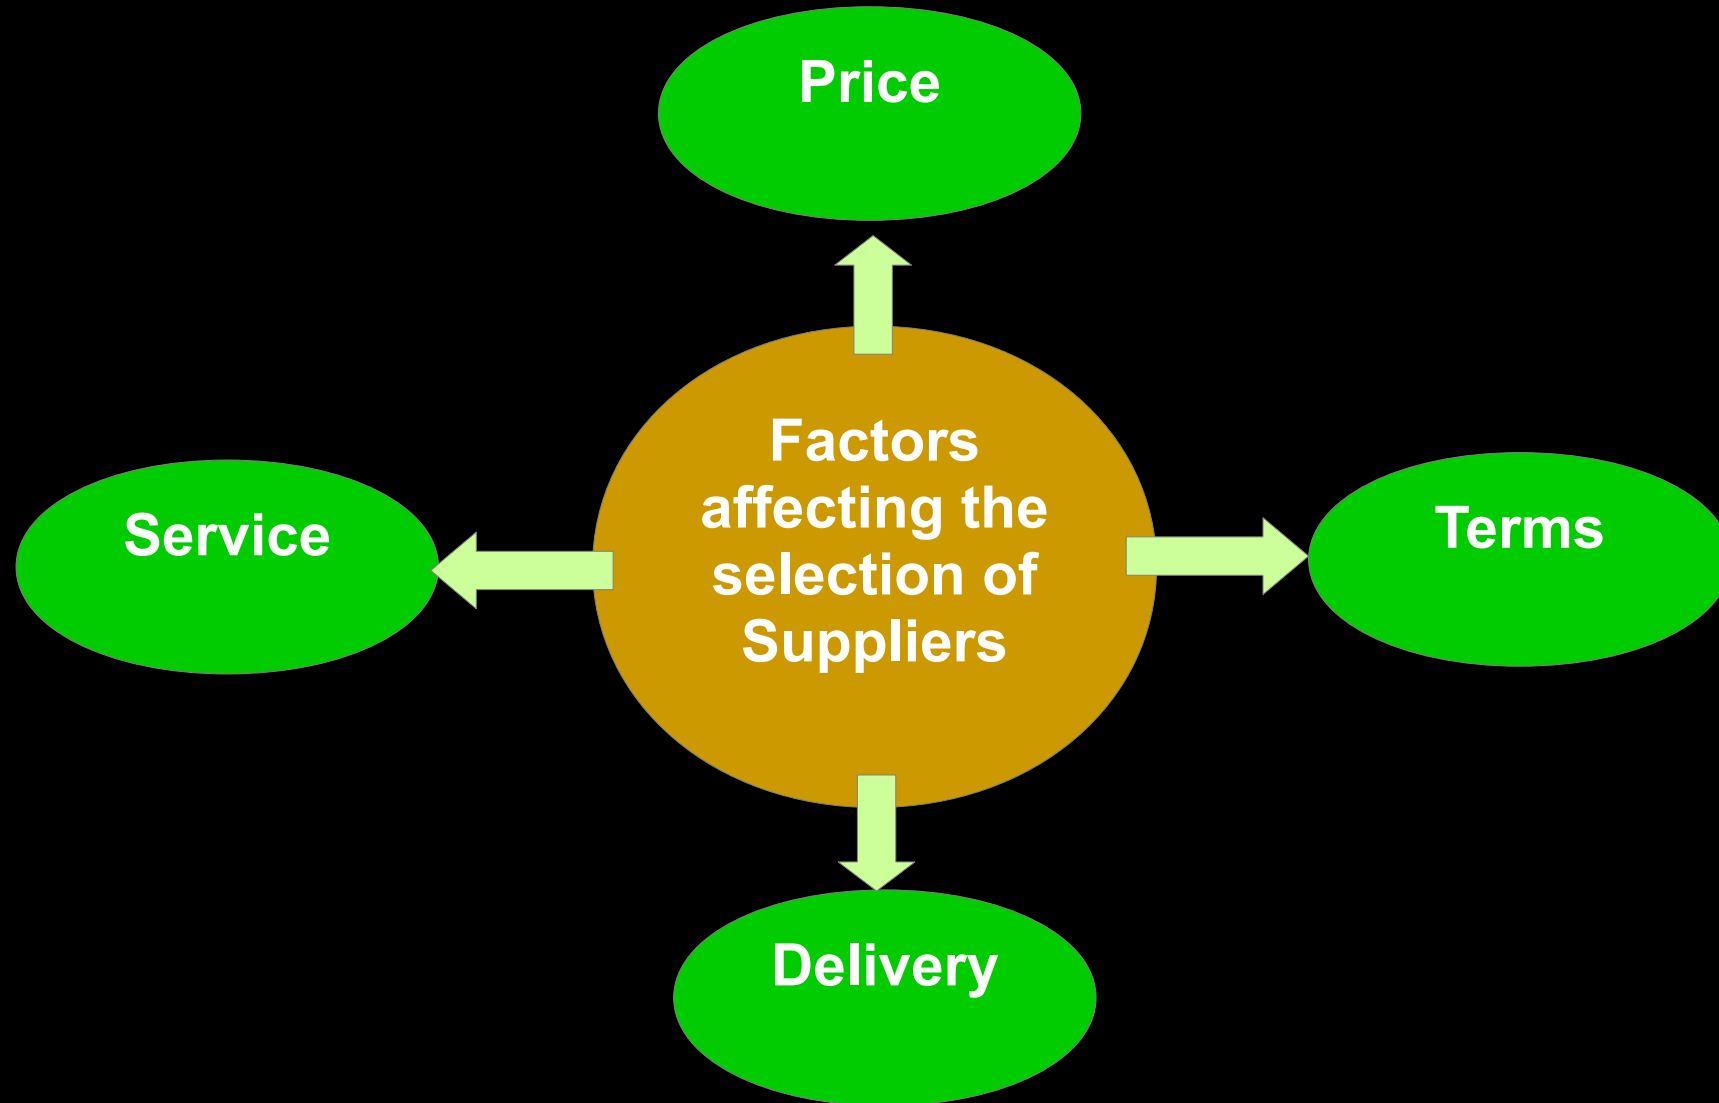 Price
Factors
affecting the
selection of
Suppliers
Service
Terms
Delivery